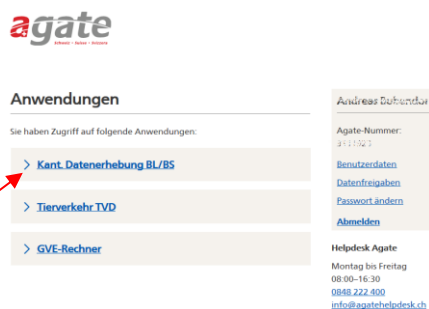 agate
Anwendungen
Sie haben Zugriff auf folgende Anwendungen:
Kant. Datenerhebung BL/BS
Tierverkehr TVD
GVE-Rechner
Andreas
Agate-Nummer:
Benutzerdaten
Datenfreigaben
Passwort ändern
Abmelden
Helpdesk Agate
Montag bis Freitag
08:00–16:30
0848 222 400
info@agatehelpdesk.ch